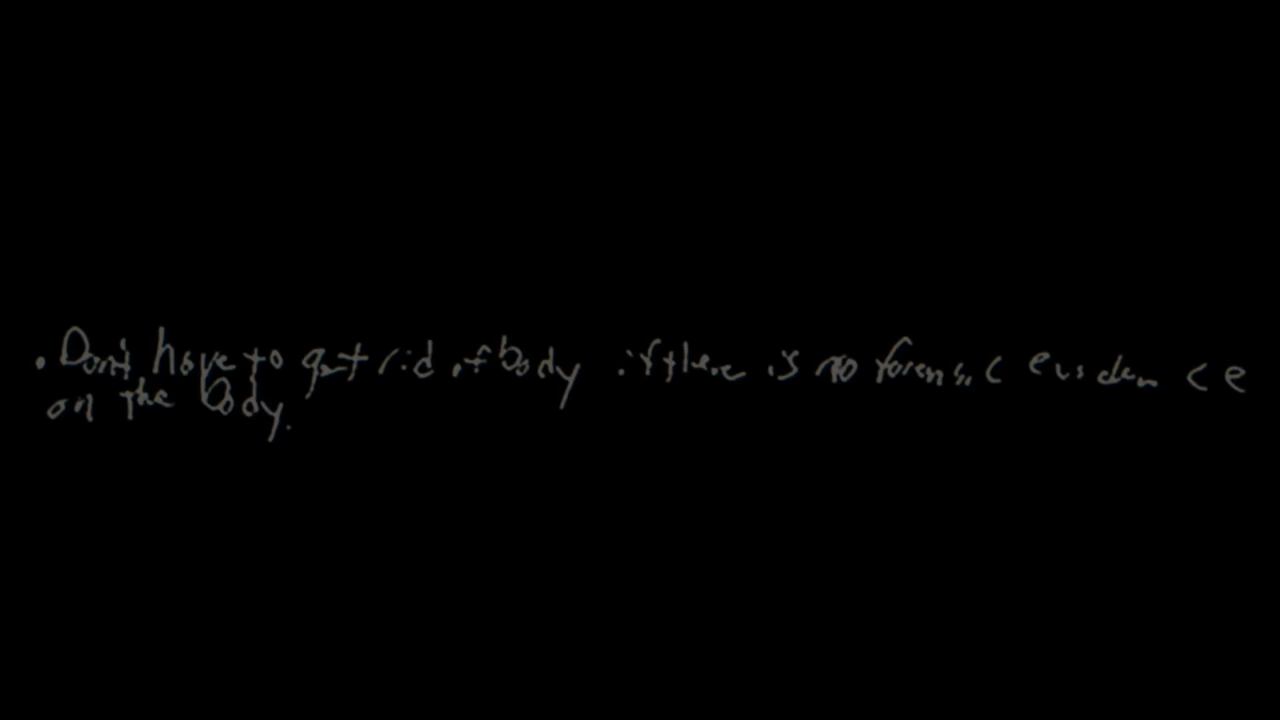 • Don't have to get rid of body if there is no forensic evidence
on the body.